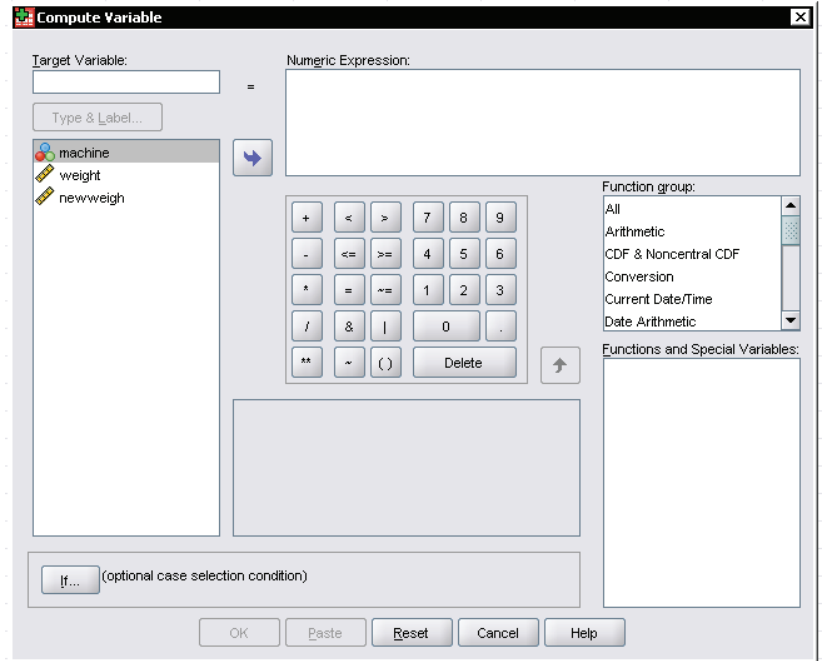 Compute Variable
Target Variable:
Numeric Expression:
=
Type & Label...
machine
weight
newweigh
+ < > 7 8 9
- <= >= 4 5 6
* = ~= 1 2 3
/ & | 0 .
** ~ () Delete
Function group:
All
Arithmetic
CDF & Noncentral CDF
Conversion
Current Date/Time
Date Arithmetic
Functions and Special Variables:
If... (optional case selection condition)
OK Paste Reset Cancel Help